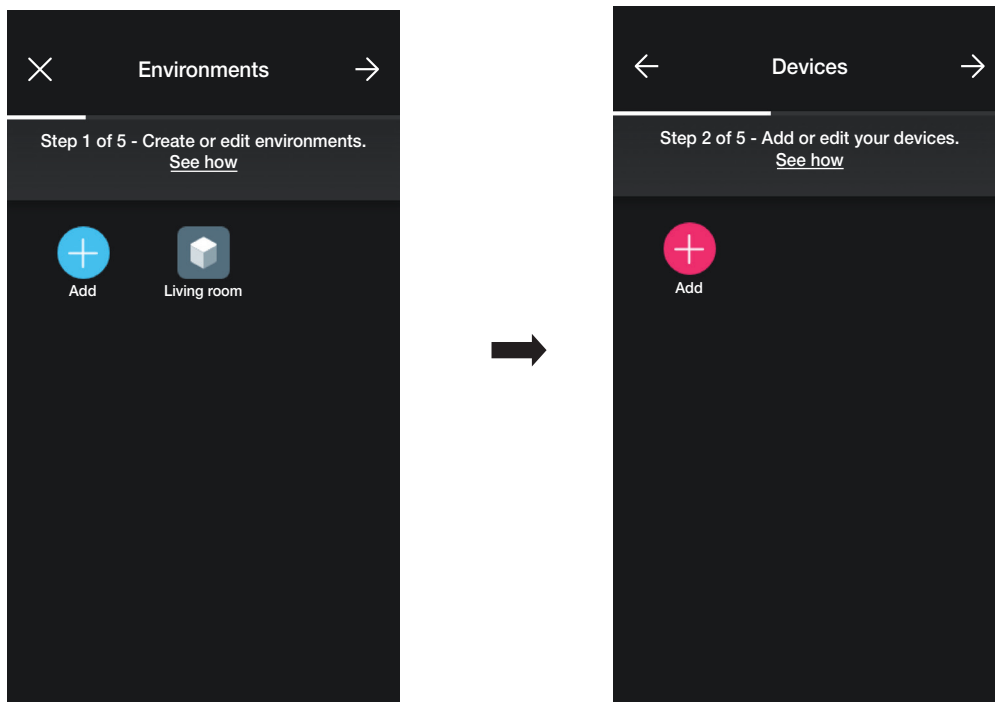 Environments
Step 1 of 5 - Create or edit environments.
See how
Add
Living room
Devices
Step 2 of 5 - Add or edit your devices.
See how
Add